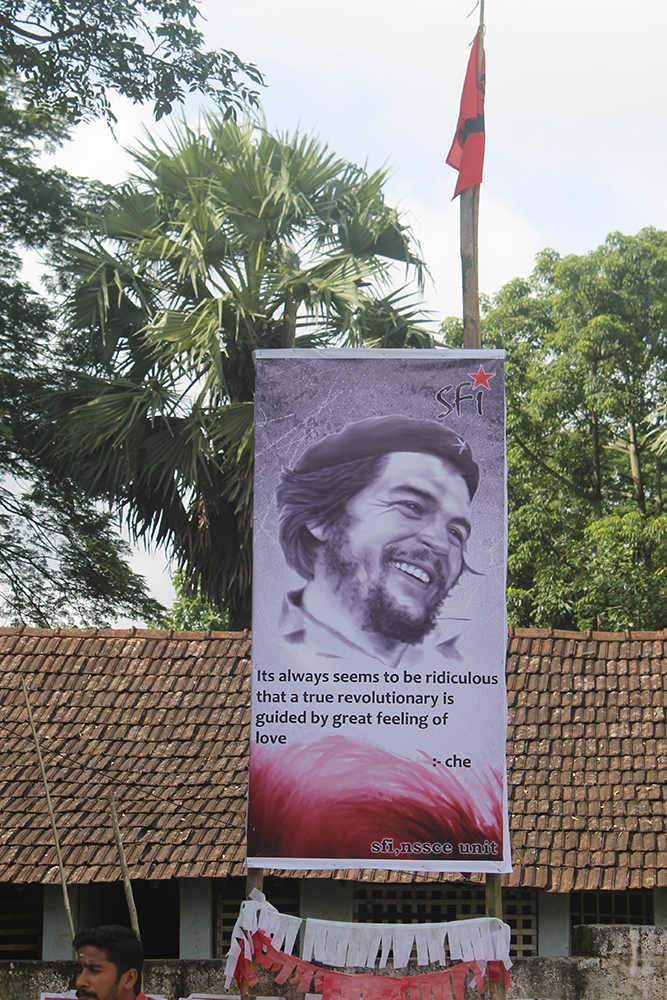 SFi
Its always seems to be ridiculous
that a true revolutionary is
guided by great feeling of
love
:- che
sfi,nssce unit